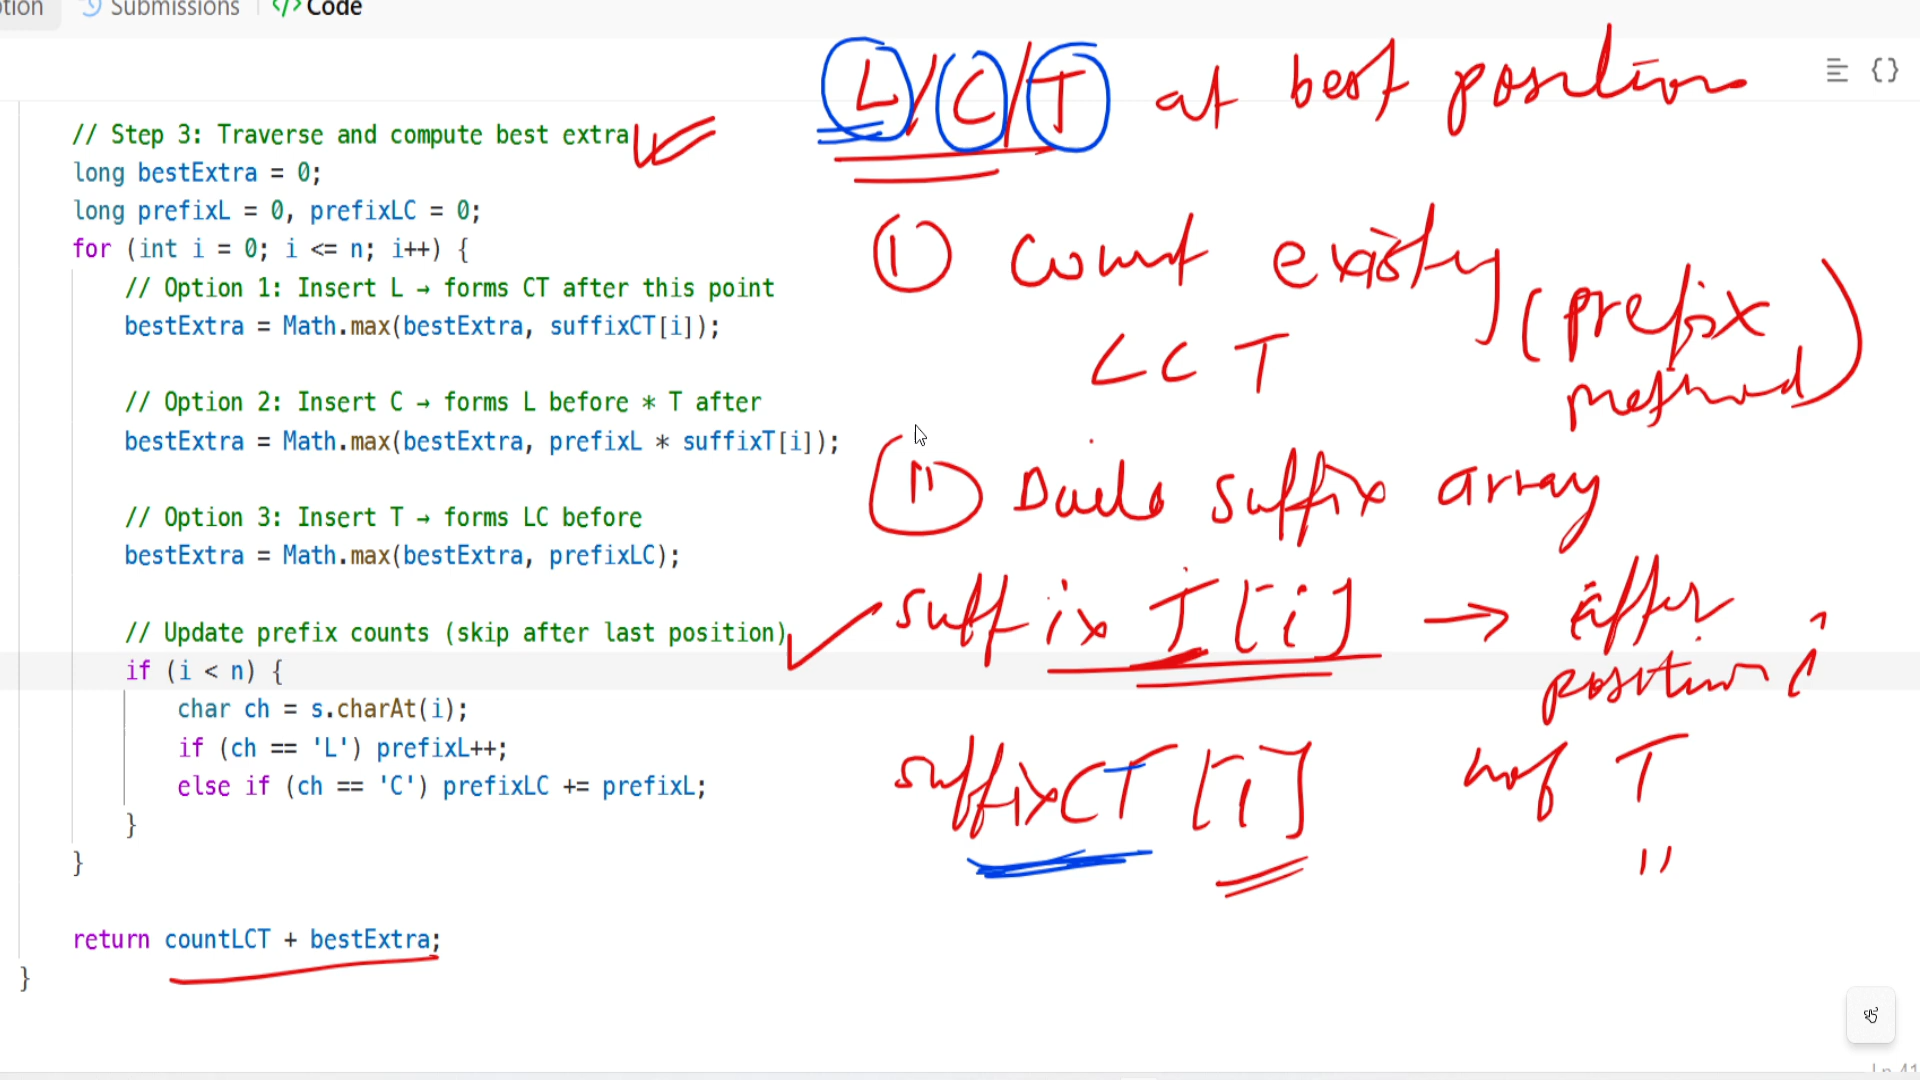 ption Submissions </> Code
// Step 3: Traverse and compute best extra
long bestExtra = 0;
long prefixL = 0, prefixLC = 0;
for (int i = 0; i <= n; i++) {
// Option 1: Insert L → forms CT after this point
bestExtra = Math.max(bestExtra, suffixCT[i]);
// Option 2: Insert C → forms L before * T after
bestExtra = Math.max(bestExtra, prefixL * suffixT[i]);
// Option 3: Insert T → forms LC before
bestExtra = Math.max(bestExtra, prefixLC);
// Update prefix counts (skip after last position)
if (i < n) {
char ch = s.charAt(i);
if (ch == 'L') prefixL++;
else if (ch == 'C') prefixLC += prefixL;
}
}
return countLCT + bestExtra;
}
L/C/T at best position
{}
① Count existing
LCT
(prefix
method)
suffix array
suffix T[i] → after
position i
no of T
suffixCT [i]
"